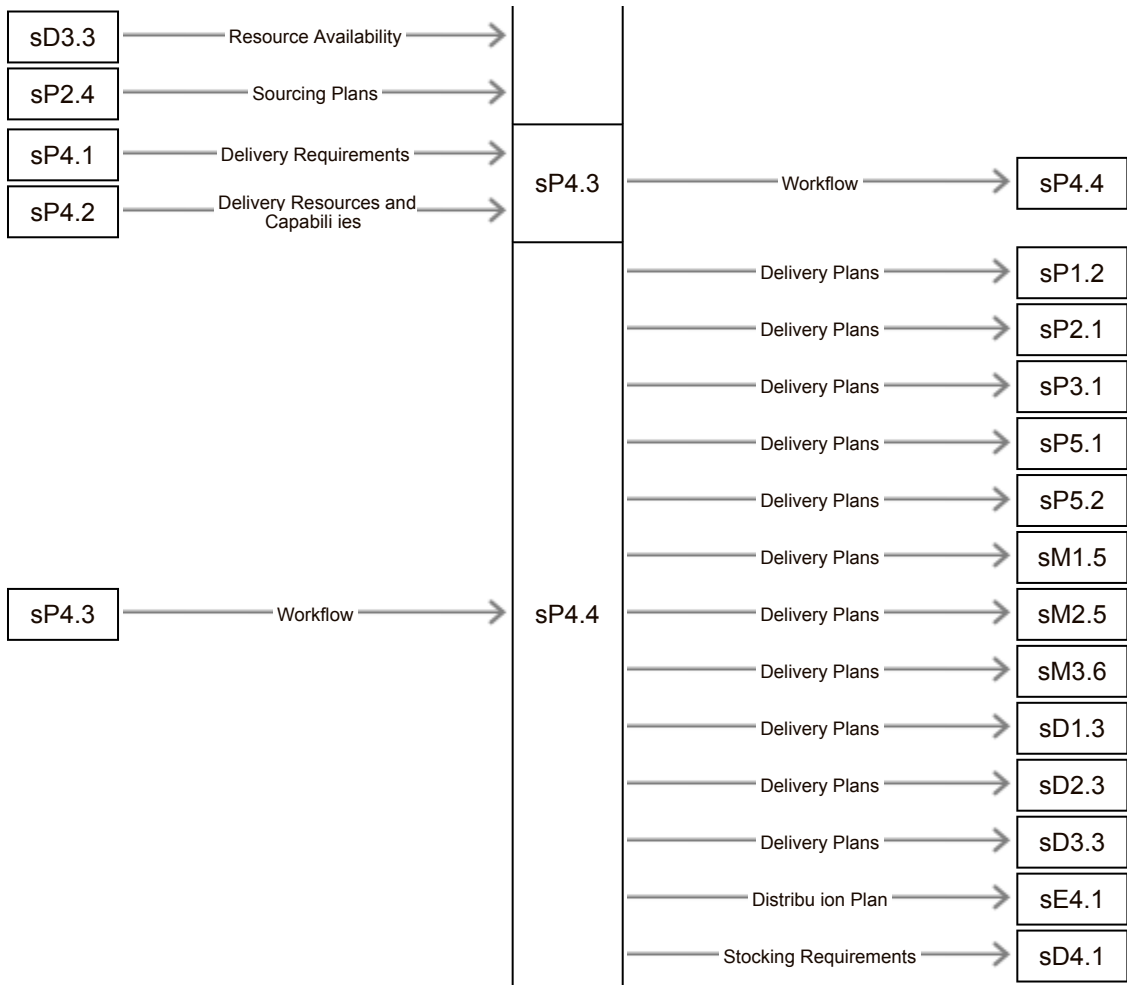 sD3.3 Resource Availability
sP2.4 Sourcing Plans
sP4.1 Delivery Requirements
sP4.2 Delivery Resources and
Capabili ies
sP4.3 Workflow sP4.4
Delivery Plans sP1.2
Delivery Plans sP2.1
Delivery Plans sP3.1
Delivery Plans sP5.1
Delivery Plans sP5.2
Delivery Plans sM1.5
sP4.3 Workflow sP4.4 Delivery Plans sM2.5
Delivery Plans sM3.6
Delivery Plans sD1.3
Delivery Plans sD2.3
Delivery Plans sD3.3
Distribu ion Plan sE4.1
Stocking Requirements sD4.1